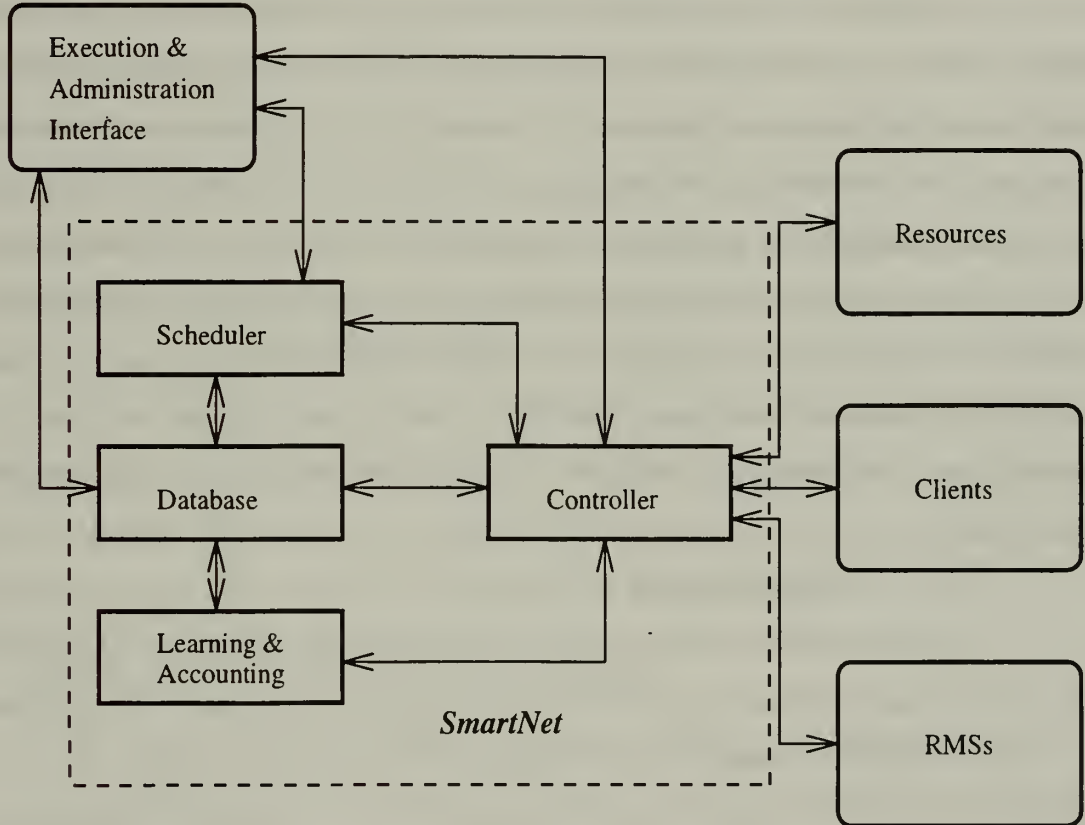 Execution &
Administration
Interface
Resources
Scheduler
Database
Controller
Clients
Learning &
Accounting
SmartNet
RMSs